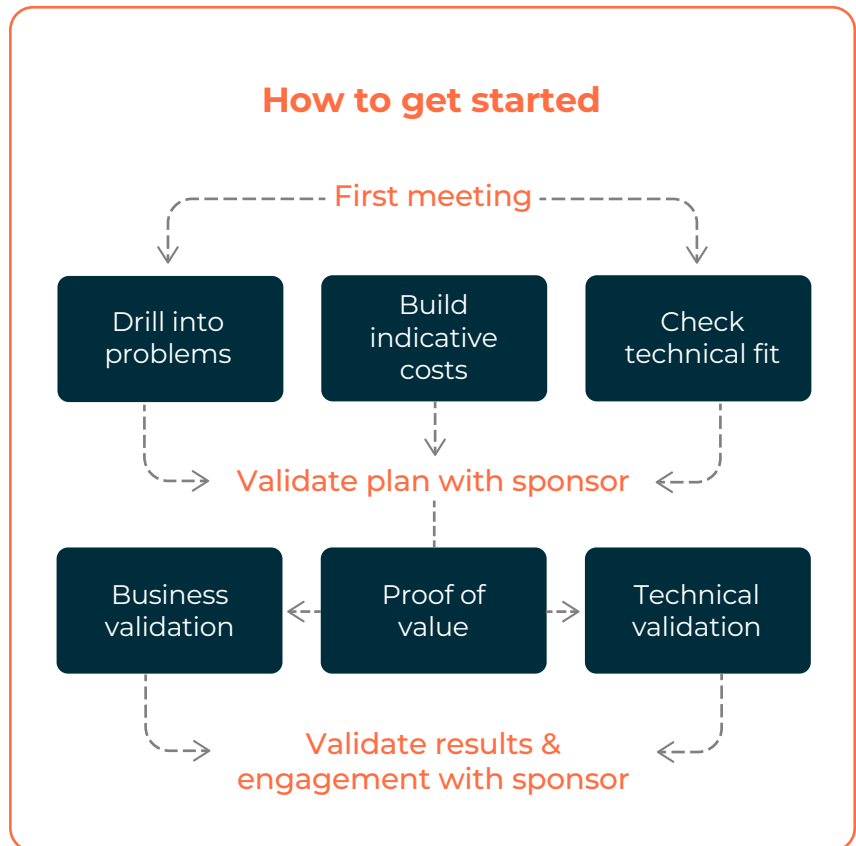 How to get started
First meeting
Drill into
problems
Build
indicative
costs
Check
technical fit
Validate plan with sponsor
Business
validation
Proof of
value
Technical
validation
Validate results &
engagement with sponsor